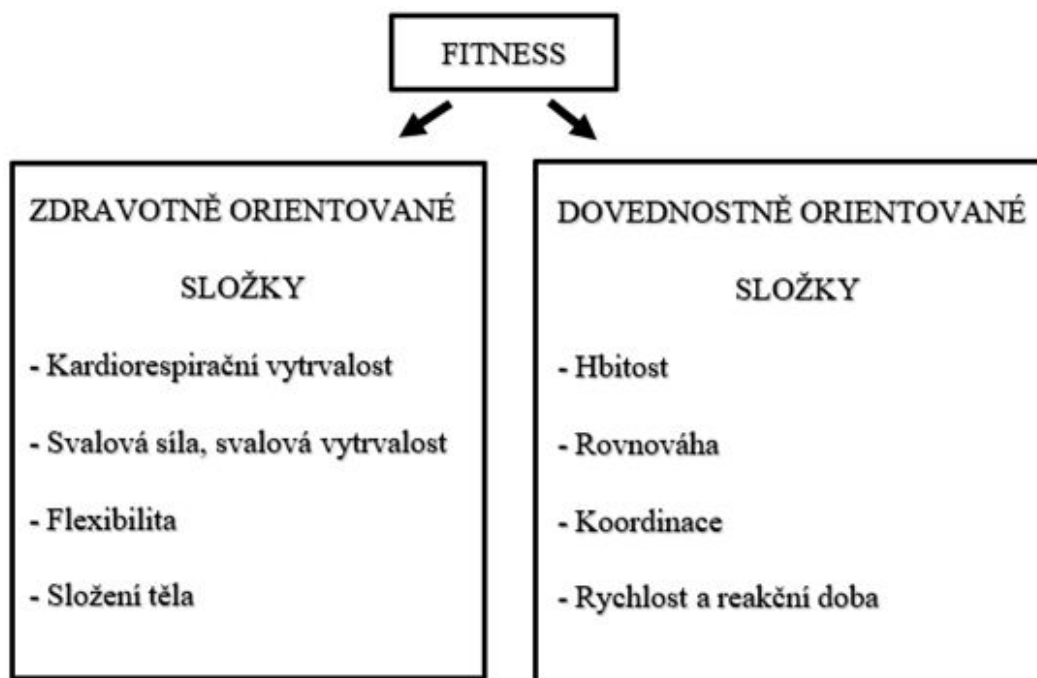 FITNESS
ZDRAVOTNĚ ORIENTOVANÉ
SLOŽKY
- Kardiorespirační vytrvalost
- Svalová síla, svalová vytrvalost
- Flexibilita
- Složení těla
DOVEDNOSTNĚ ORIENTOVANÉ
SLOŽKY
- Hbitost
- Rovnováha
- Koordinace
- Rychlost a reakční doba